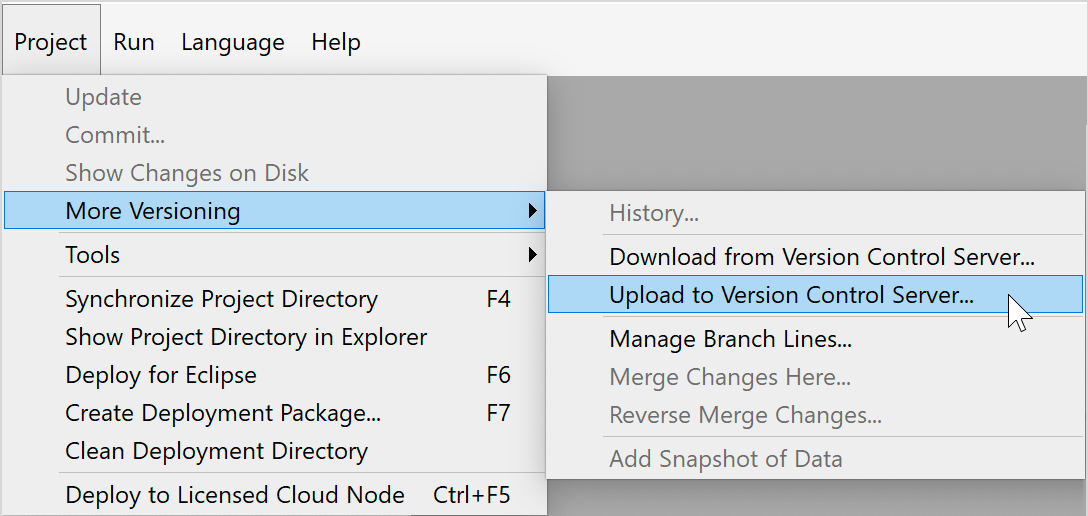 Project Run Language Help
Update
Commit...
Show Changes on Disk
More Versioning
Tools
Synchronize Project Directory F4
Show Project Directory in Explorer
Deploy for Eclipse F6
Create Deployment Package... F7
Clean Deployment Directory
Deploy to Licensed Cloud Node Ctrl+F5
History...
Download from Version Control Server...
Upload to Version Control Server...
Manage Branch Lines...
Merge Changes Here...
Reverse Merge Changes...
Add Snapshot of Data